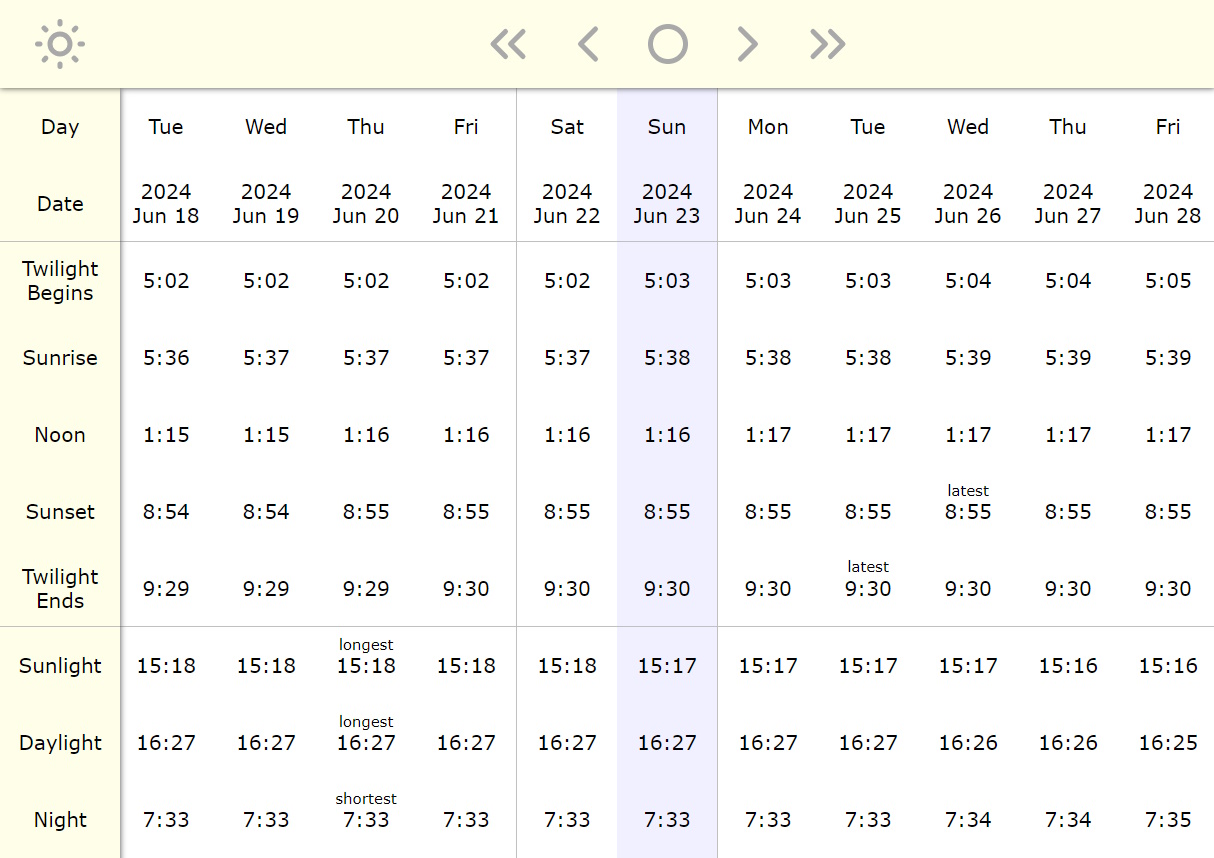 Day Tue Wed Thu Fri Sat Sun Mon Tue Wed Thu Fri
2024 2024 2024 2024 2024 2024 2024 2024 2024 2024 2024
Date Jun 18 Jun 19 Jun 20 Jun 21 Jun 22 Jun 23 Jun 24 Jun 25 Jun 26 Jun 27 Jun 28
Twilight
Begins 5:02 5:02 5:02 5:02 5:02 5:03 5:03 5:03 5:04 5:04 5:05
Sunrise 5:36 5:37 5:37 5:37 5:37 5:38 5:38 5:38 5:39 5:39 5:39
Noon 1:15 1:15 1:16 1:16 1:16 1:16 1:17 1:17 1:17 1:17 1:17
latest
Sunset 8:54 8:54 8:55 8:55 8:55 8:55 8:55 8:55 8:55 8:55 8:55
latest
Twilight
Ends 9:29 9:29 9:29 9:30 9:30 9:30 9:30 9:30 9:30 9:30 9:30
longest
Sunlight 15:18 15:18 15:18 15:18 15:18 15:17 15:17 15:17 15:17 15:16 15:16
longest
Daylight 16:27 16:27 16:27 16:27 16:27 16:27 16:27 16:27 16:26 16:26 16:25
shortest
Night 7:33 7:33 7:33 7:33 7:33 7:33 7:33 7:33 7:34 7:34 7:35